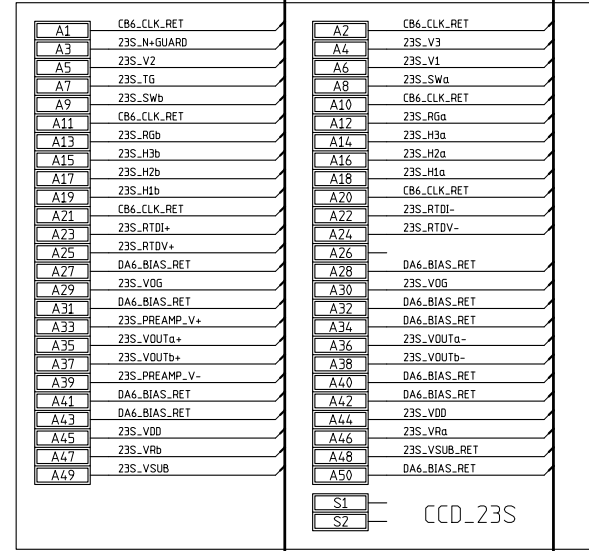 A1 CB6_CLK_RET A2 CB6_CLK_RET
A3 23S_N+GUARD A4 23S_V3
A5 23S_V2 A6 23S_V1
A7 23S_TG A8 23S_SWa
A9 23S_SWb A10 CB6_CLK_RET
A11 CB6_CLK_RET A12 23S_RGa
A13 23S_RGb A14 23S_H3a
A15 23S_H3b A16 23S_H2a
A17 23S_H2b A18 23S_H1a
A19 23S_H1b A20 CB6_CLK_RET
A21 CB6_CLK_RET A22 23S_RTDI-
A23 23S_RTDI+ A24 23S_RTDV-
A25 23S_RTDV+ A26
A27 DA6_BIAS_RET A28 DA6_BIAS_RET
A29 23S_VOG A30 23S_VOG
A31 DA6_BIAS_RET A32 DA6_BIAS_RET
A33 23S_PREAMP_V+ A34 DA6_BIAS_RET
A35 23S_VOUTa+ A36 23S_VOUTa-
A37 23S_VOUTb+ A38 23S_VOUTb-
A39 23S_PREAMP_V- A40 DA6_BIAS_RET
A41 DA6_BIAS_RET A42 DA6_BIAS_RET
A43 DA6_BIAS_RET A44 23S_VDD
A45 23S_VDD A46 23S_VRa
A47 23S_VRb A48 23S_VSUB_RET
A49 23S_VSUB A50 DA6_BIAS_RET
S1
S2 CCD_23S